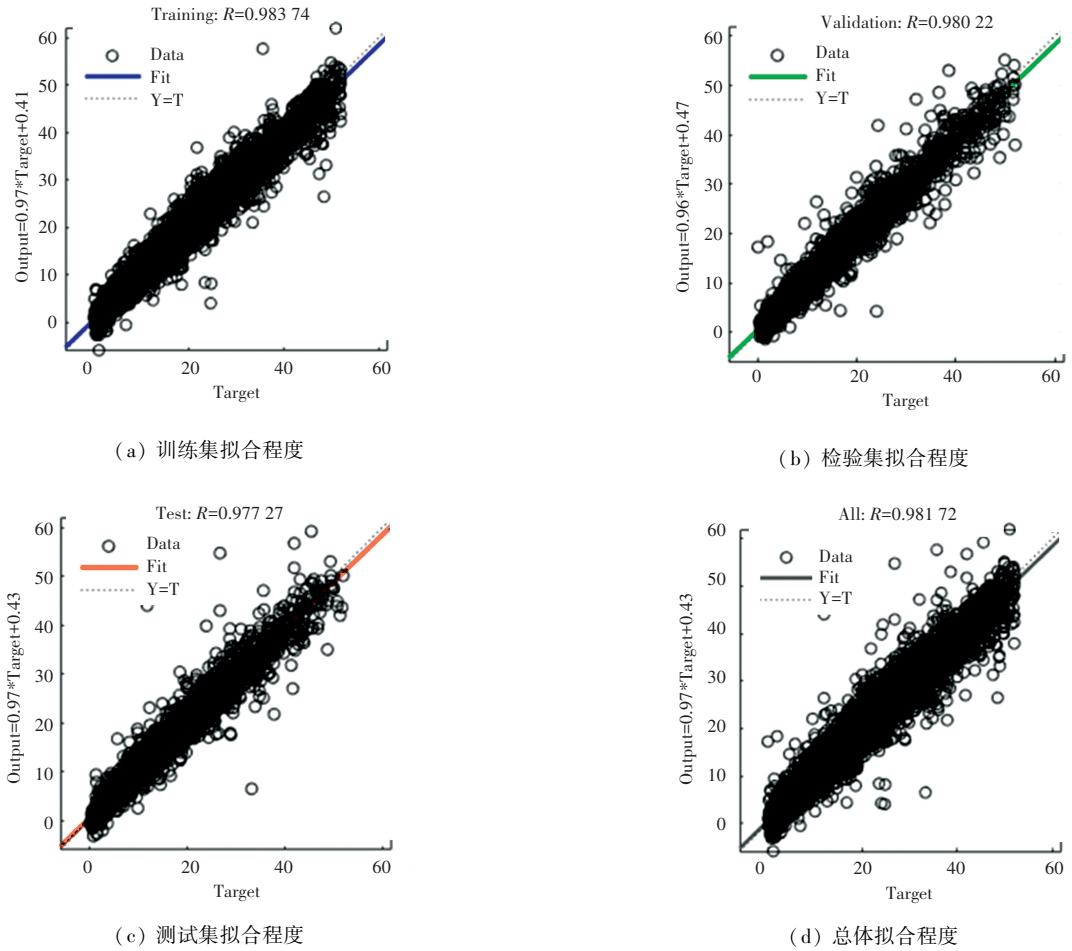 Training: R=0.983 74
60
50
40
30
20
10
0
Data
Fit
Y=T
Output=0.97*Target+0.41
0
20
40
60
Target
(a) 训练集拟合程度
Validation: R=0.980 22
60
50
40
30
20
10
0
Data
Fit
Y=T
Output=0.96*Target+0.47
0
20
40
60
Target
(b) 检验集拟合程度
Test: R=0.977 27
60
50
40
30
20
10
0
Data
Fit
Y=T
Output=0.97*Target+0.43
0
20
40
60
Target
(c) 测试集拟合程度
All: R=0.981 72
60
50
40
30
20
10
0
Data
Fit
Y=T
Output=0.97*Target+0.43
0
20
40
60
Target
(d) 总体拟合程度